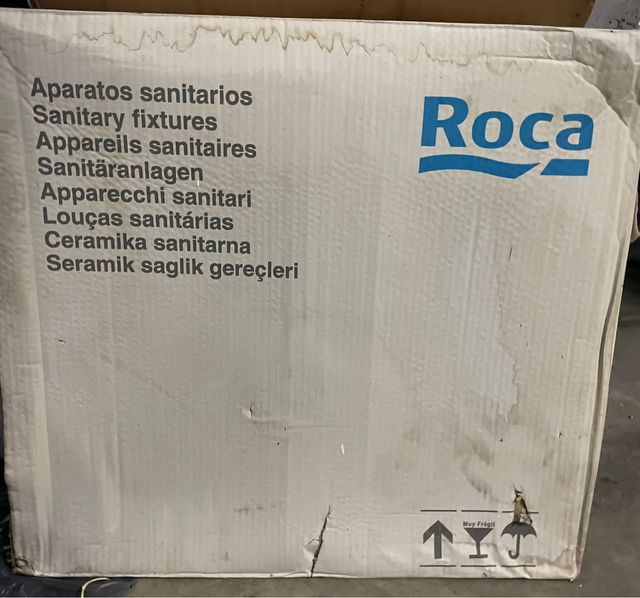 Aparatos sanitarios
Sanitary fixtures
Appareils sanitaires
Sanitäranlagen
Apparecchi sanitari
Louças sanitárias
Ceramika sanitarna
Seramik saglik gereçleri
Roca
Muy Frágil